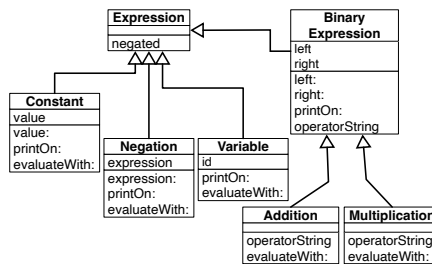 Expression
negated
Binary
Expression
left
right
left:
right:
printOn:
operatorString
Constant
value
value:
printOn:
evaluateWith:
Negation
expression
expression:
printOn:
evaluateWith:
Variable
id
printOn:
evaluateWith:
Addition
operatorString
evaluateWith:
Multiplication
operatorString
evaluateWith: